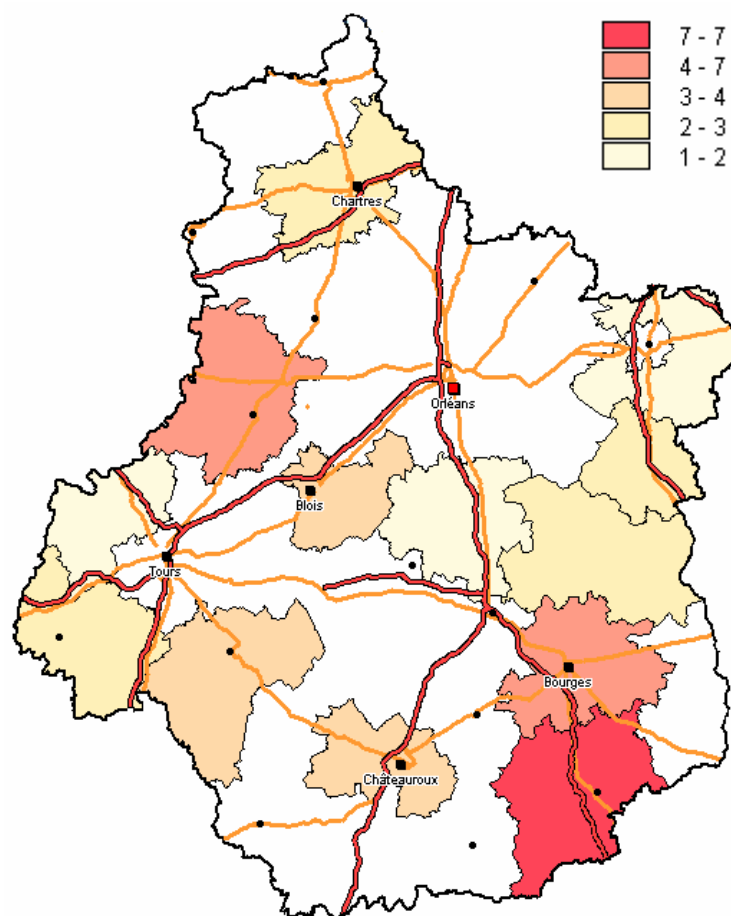 7 - 7
4 - 7
3 - 4
2 - 3
1 - 2
Chartres
Orléans
Blois
Tours
Bourges
Châteauroux